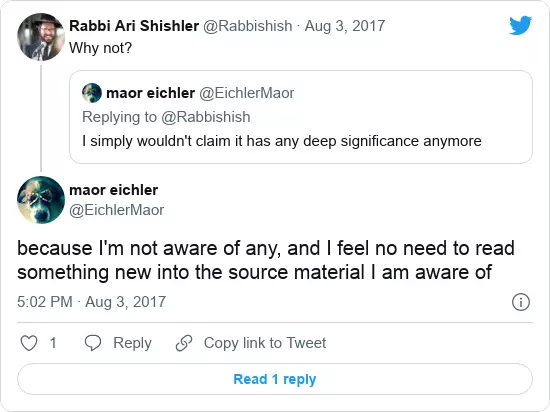 Rabbi Ari Shishler @Rabbishish · Aug 3, 2017
Why not?
maor eichler @EichlerMaor
Replying to @Rabbishish
I simply wouldn't claim it has any deep significance anymore
maor eichler
@EichlerMaor
because I'm not aware of any, and I feel no need to read
something new into the source material I am aware of
5:02 PM · Aug 3, 2017
1 Reply Copy link to Tweet
Read 1 reply